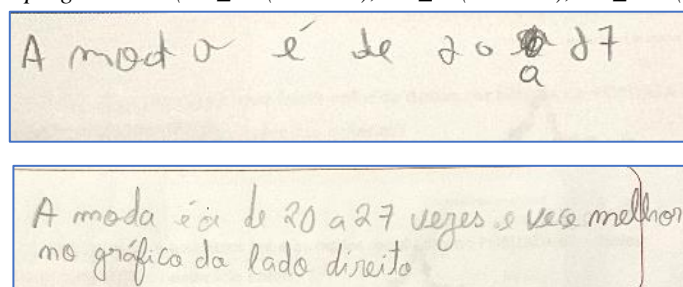 A moda é de 20 a 27
A moda é a de 20 a 27 vezes e vece melhor
no gráfico da lado direito